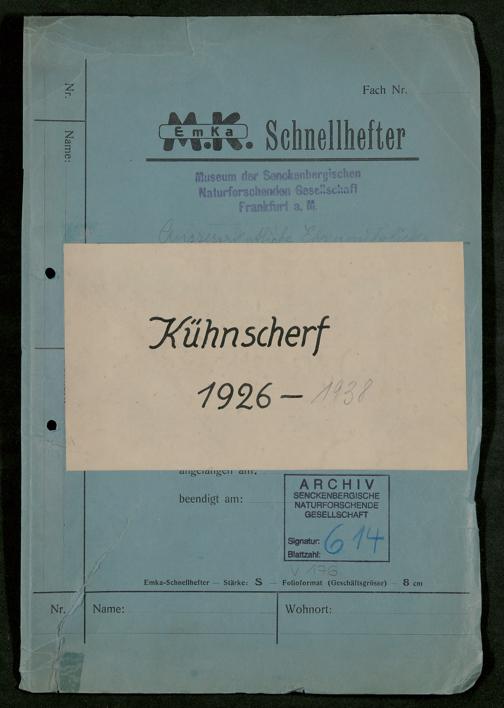 Nr.
Name:
Fach Nr.
M.K.
EmKa
Schnellhefter
Museum der Senckenbergischen
Naturforschenden Gesellschaft
Frankfurt a. M.
Kühnscherf
1926 – 1938
angefangen am:
beendigt am:
ARCHIV
SENCKENBERGISCHE
NATURFORSCHENDE
GESELLSCHAFT
Signatur: 614
Blattzahl:
V 176
Emka-Schnellhefter — Stärke: S — Folioformat (Geschäftsgrösse) — 8 cm
Nr.
Name:
Wohnort: